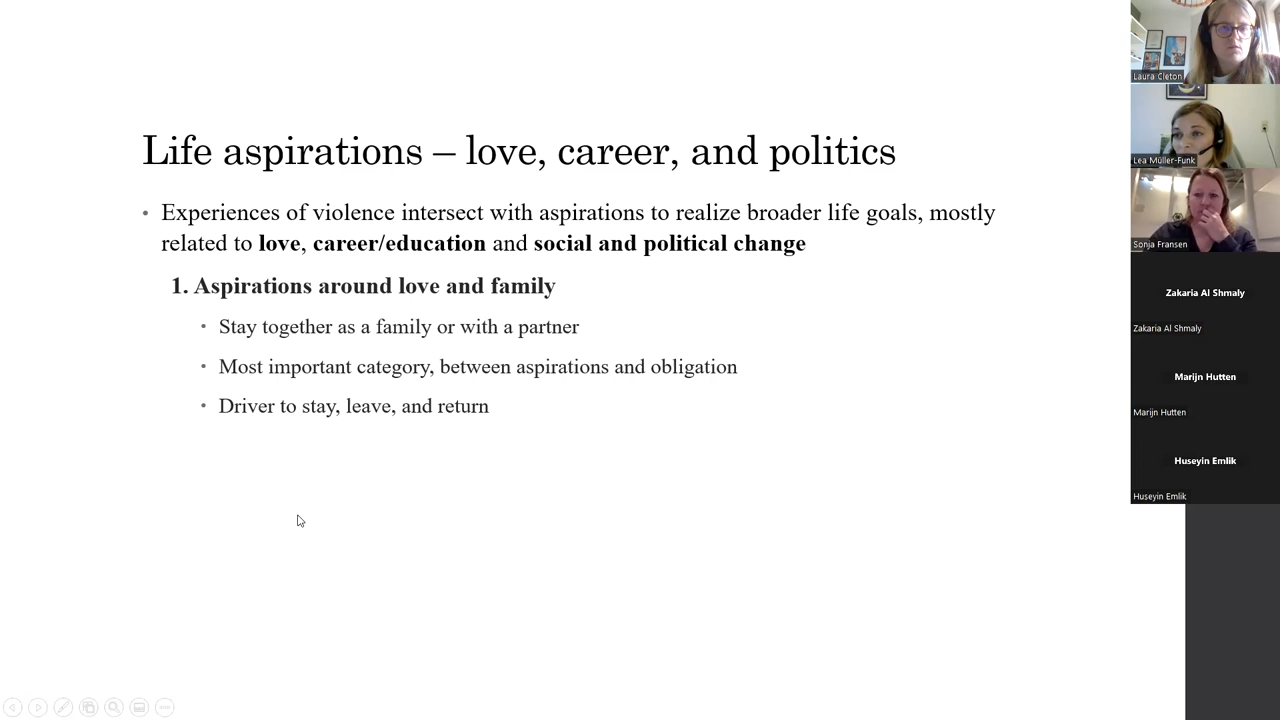 Life aspirations – love, career, and politics
• Experiences of violence intersect with aspirations to realize broader life goals, mostly
related to love, career/education and social and political change
1. Aspirations around love and family
• Stay together as a family or with a partner
• Most important category, between aspirations and obligation
• Driver to stay, leave, and return
Laura Cleton
Lea Müller-Funk
Sonja Fransen
Zakaria Al Shmaly
Zakaria Al Shmaly
Marijn Hutten
Marijn Hutten
Huseyin Emlik
Huseyin Emlik